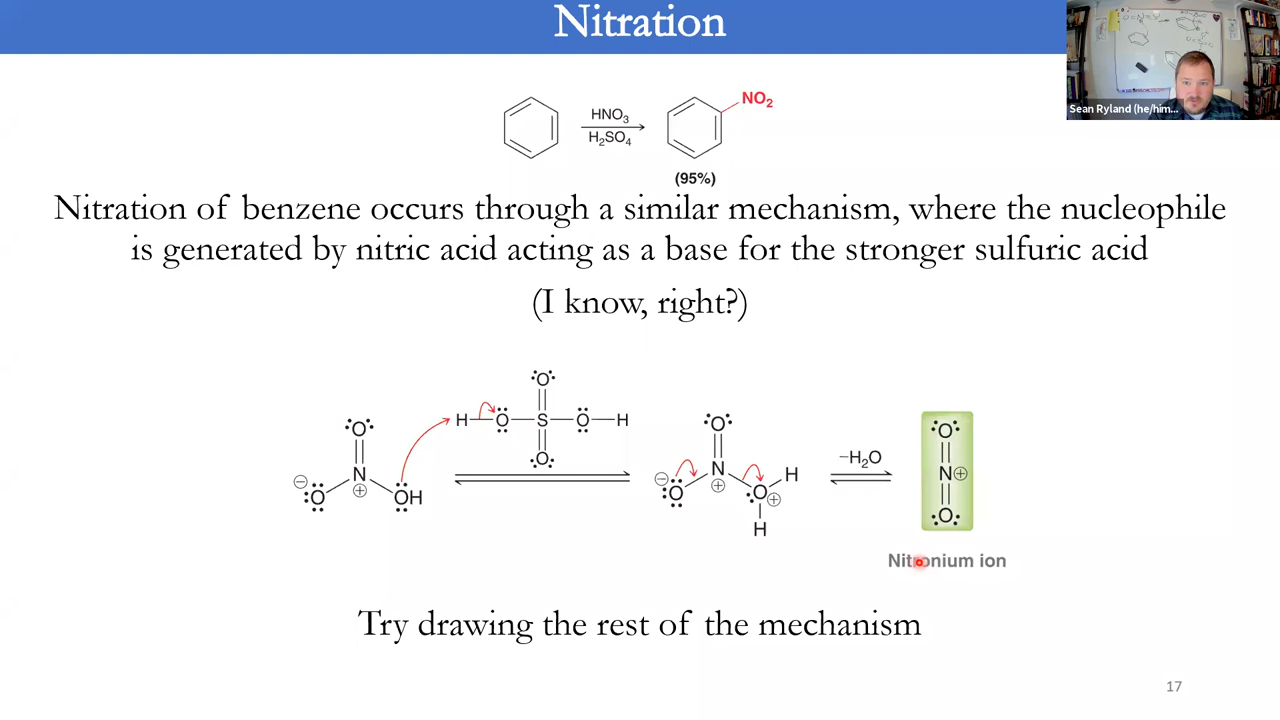 Nitration
Sean Ryland (he/him...
NO2
HNO3
H2SO4
(95%)
Nitration of benzene occurs through a similar mechanism, where the nucleophile
is generated by nitric acid acting as a base for the stronger sulfuric acid
(I know, right?)
O
H O S O H
O
O
N
O OH
⊖ ⊕
O
N
O O H
H
⊖ ⊕ ⊕
−H2O
O
N⊕
O
Nitronium ion
Try drawing the rest of the mechanism
17